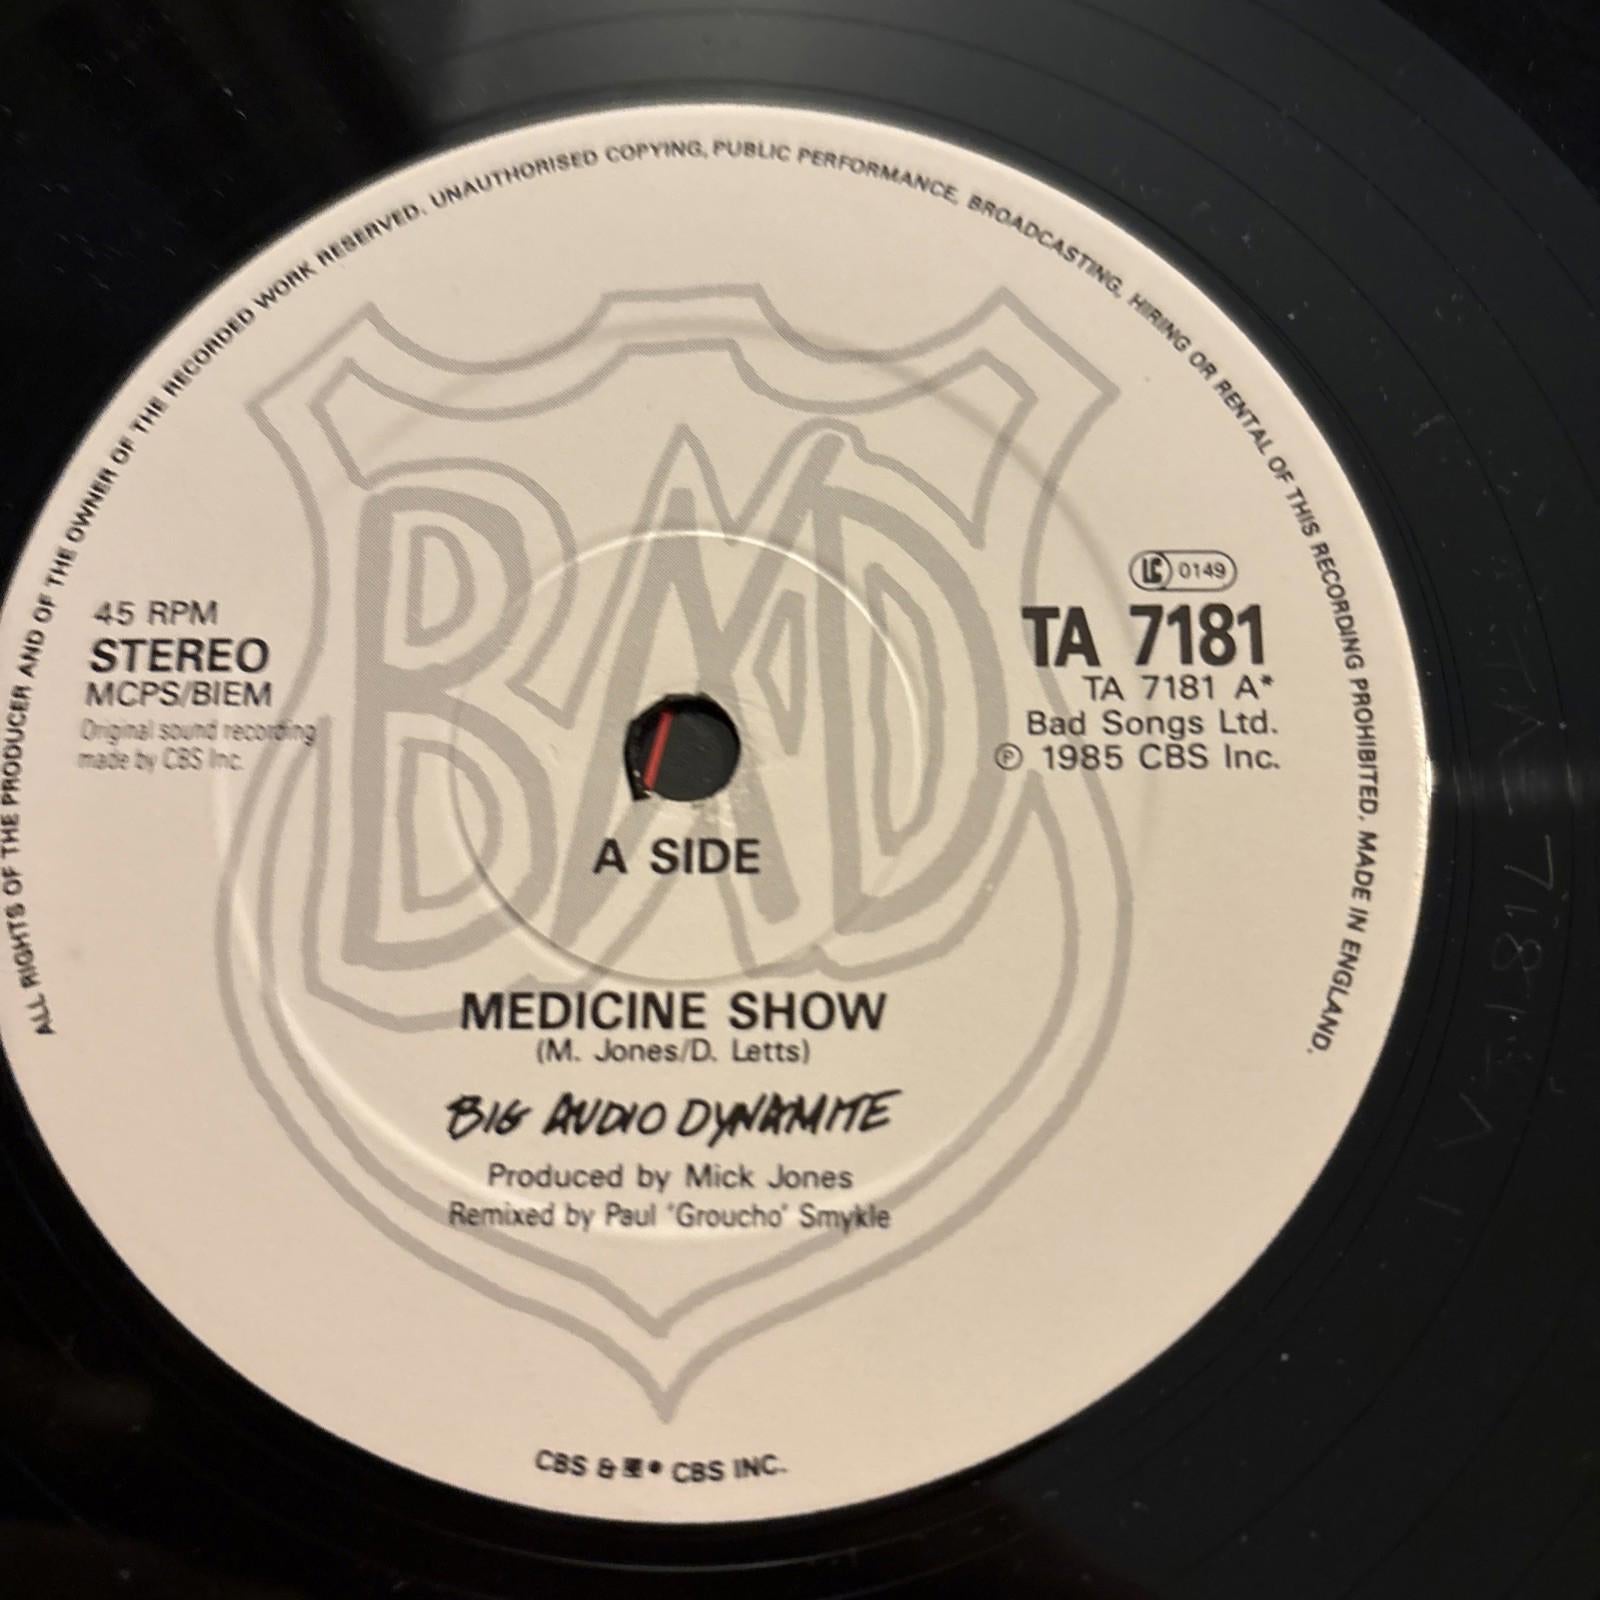 ALL RIGHTS OF THE PRODUCER AND OF THE OWNER OF THE RECORDED WORK RESERVED. UNAUTHORISED COPYING, PUBLIC PERFORMANCE, BROADCASTING, HIRING OR RENTAL OF THIS RECORDING PROHIBITED. MADE IN ENGLAND.
BAD
45 RPM
STEREO
MCPS/BIEM
Original sound recording
made by CBS Inc.
LC 0149
TA 7181
TA 7181 A*
Bad Songs Ltd.
℗ 1985 CBS Inc.
A SIDE
MEDICINE SHOW
(M. Jones/D. Letts)
BIG AUDIO DYNAMITE
Produced by Mick Jones
Remixed by Paul 'Groucho' Smykle
CBS & ® CBS INC.